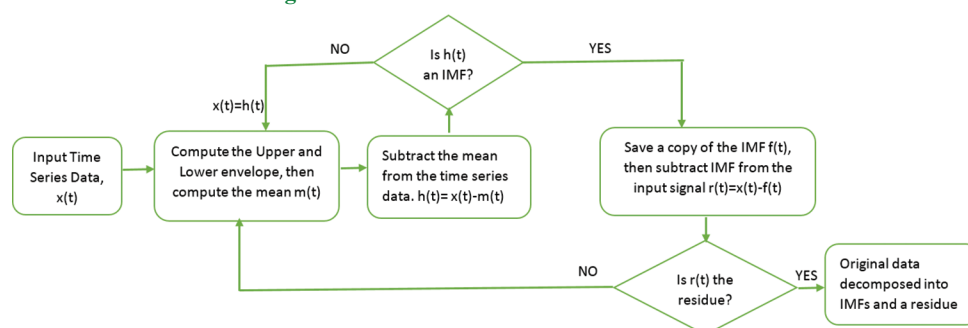 Is h(t)
an IMF?
NO
YES
x(t)=h(t)
Input Time
Series Data,
x(t)
Compute the Upper and
Lower envelope, then
compute the mean m(t)
Subtract the mean
from the time series
data. h(t)= x(t)-m(t)
Save a copy of the IMF f(t),
then subtract IMF from the
input signal r(t)=x(t)-f(t)
Is r(t) the
residue?
NO
YES
Original data
decomposed into
IMFs and a residue